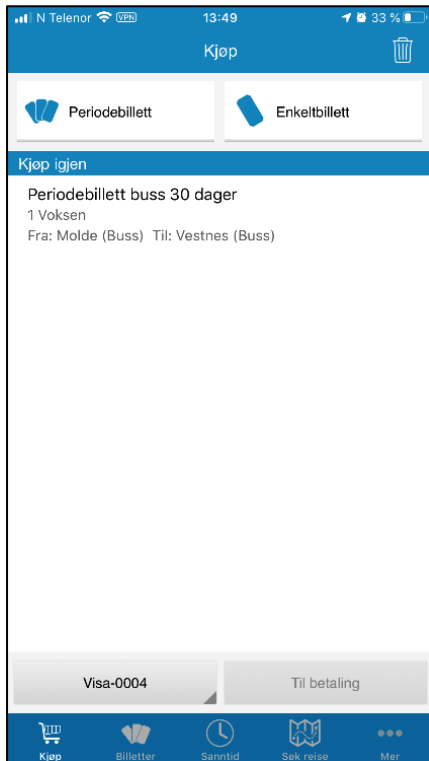 N Telenor VPN 13:49 33 %
Kjøp
Periodebillett Enkeltbillett
Kjøp igjen
Periodebillett buss 30 dager
1 Voksen
Fra: Molde (Buss) Til: Vestnes (Buss)
Visa-0004 Til betaling
Kjøp Billetter Sanntid Søk reise Mer